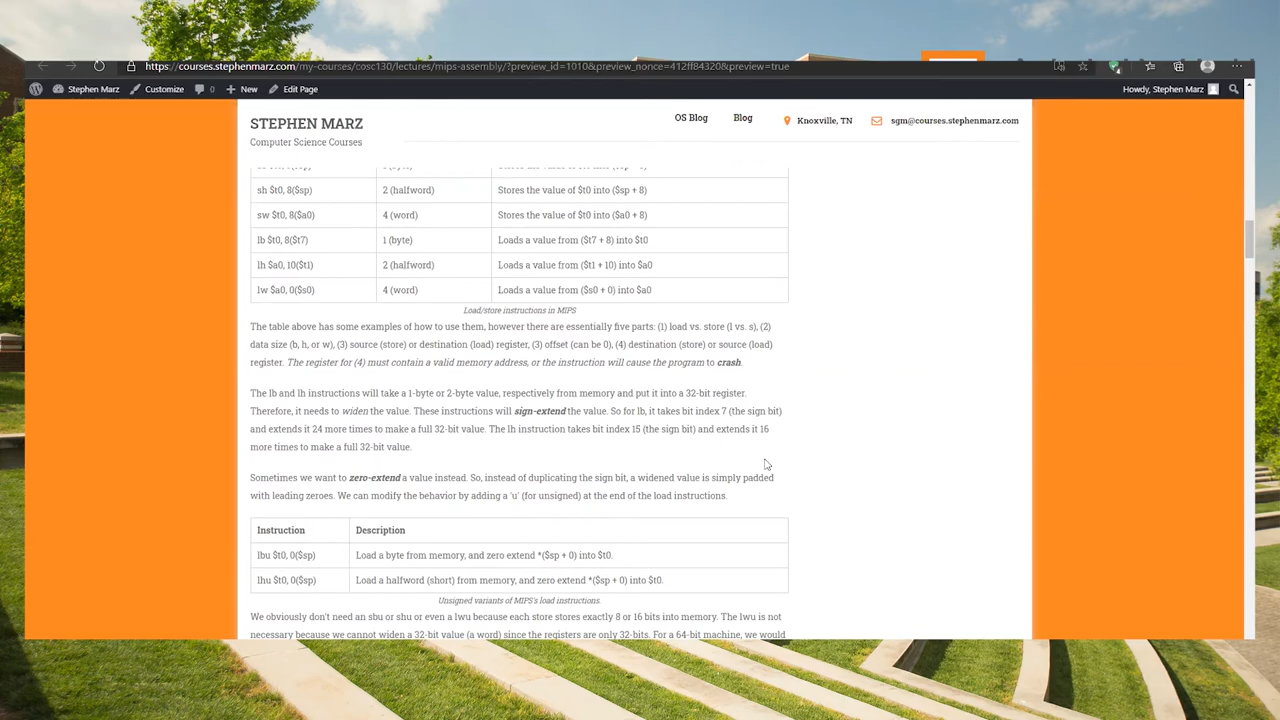 https://courses.stephenmarz.com/my-courses/cosc130/lectures/mips-assembly/?preview_id=1010&preview_nonce=412ff84320&preview=true
Stephen Marz Customize 0 New Edit Page Howdy, Stephen Marz
STEPHEN MARZ
Computer Science Courses
OS Blog Blog Knoxville, TN sgm@courses.stephenmarz.com
sh $t0, 8($sp) 2 (halfword) Stores the value of $t0 into ($sp + 8)
sw $t0, 8($a0) 4 (word) Stores the value of $t0 into ($a0 + 8)
lb $t0, 8($t7) 1 (byte) Loads a value from ($t7 + 8) into $t0
lh $a0, 10($t1) 2 (halfword) Loads a value from ($t1 + 10) into $a0
lw $a0, 0($s0) 4 (word) Loads a value from ($s0 + 0) into $a0
Load/store instructions in MIPS
The table above has some examples of how to use them, however there are essentially five parts: (1) load vs. store (l vs. s), (2)
data size (b, h, or w), (3) source (store) or destination (load) register, (3) offset (can be 0), (4) destination (store) or source (load)
register. The register for (4) must contain a valid memory address, or the instruction will cause the program to crash.
The lb and lh instructions will take a 1-byte or 2-byte value, respectively from memory and put it into a 32-bit register.
Therefore, it needs to widen the value. These instructions will sign-extend the value. So for lb, it takes bit index 7 (the sign bit)
and extends it 24 more times to make a full 32-bit value. The lh instruction takes bit index 15 (the sign bit) and extends it 16
more times to make a full 32-bit value.
Sometimes we want to zero-extend a value instead. So, instead of duplicating the sign bit, a widened value is simply padded
with leading zeroes. We can modify the behavior by adding a 'u' (for unsigned) at the end of the load instructions.
Instruction Description
lbu $t0, 0($sp) Load a byte from memory, and zero extend *($sp + 0) into $t0.
lhu $t0, 0($sp) Load a halfword (short) from memory, and zero extend *($sp + 0) into $t0.
Unsigned variants of MIPS's load instructions.
We obviously don't need an sbu or shu or even a lwu because each store stores exactly 8 or 16 bits into memory. The lwu is not
necessary because we cannot widen a 32-bit value (a word) since the registers are only 32-bits. For a 64-bit machine, we would